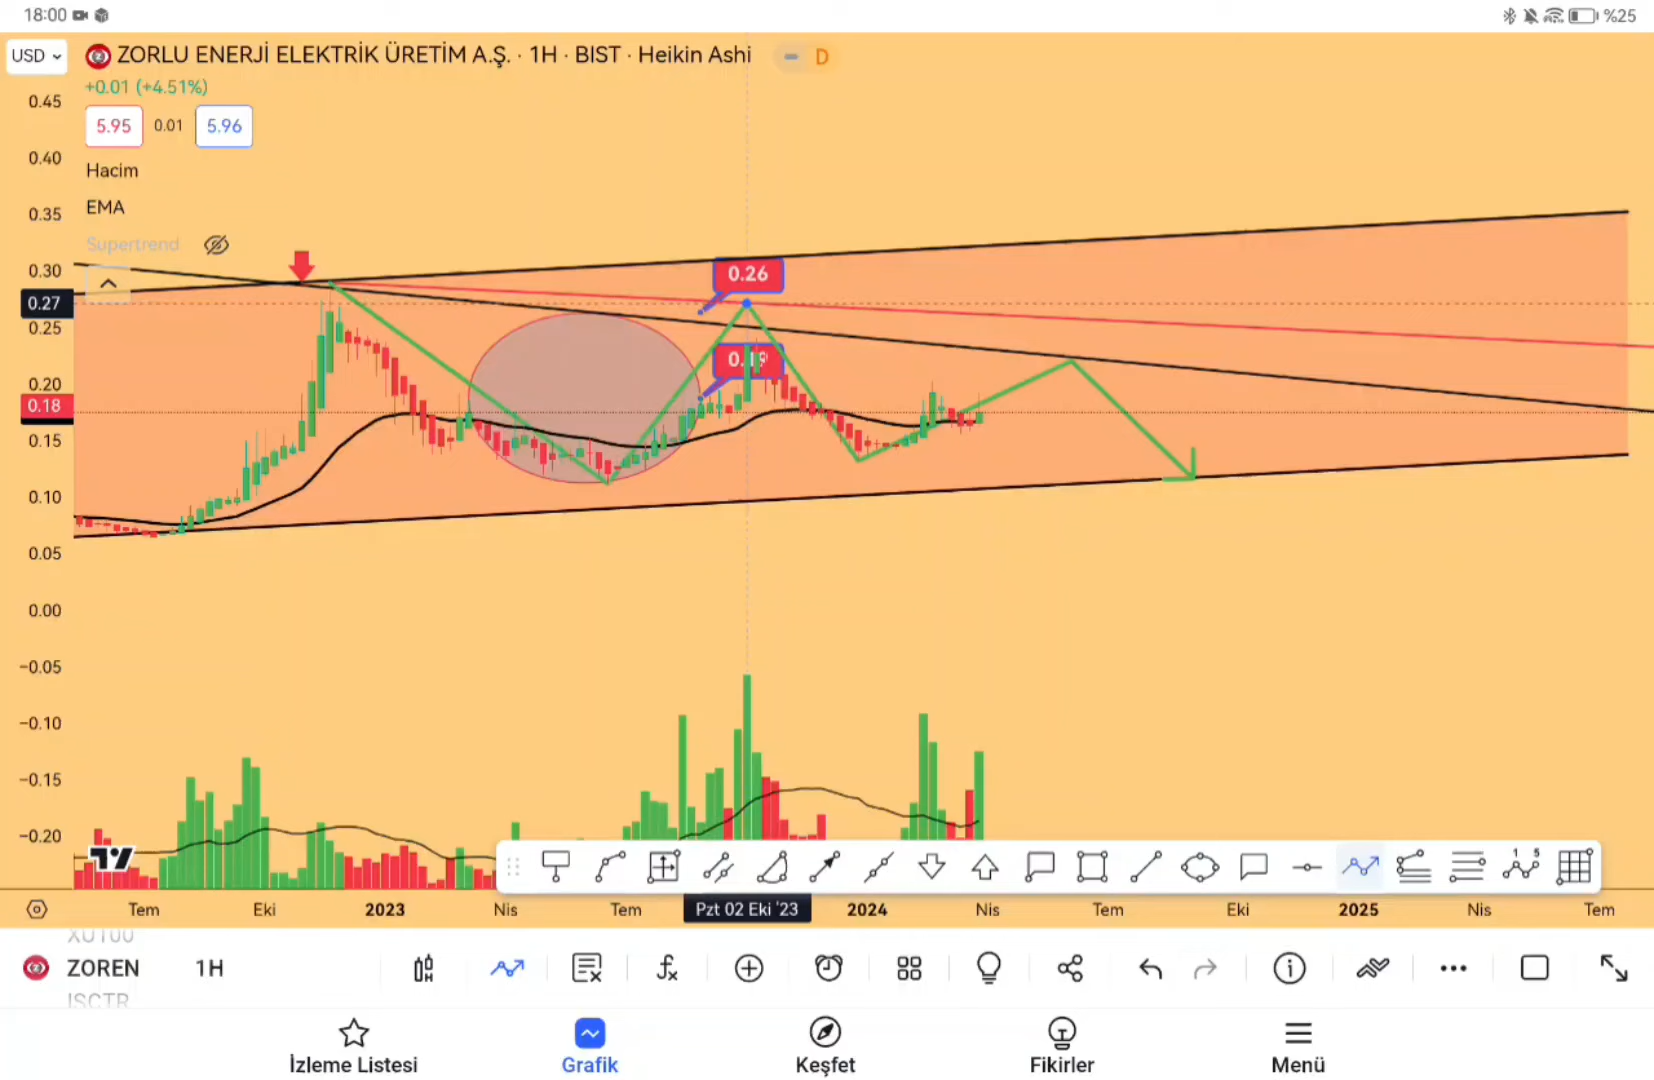 18:00
%25
USD
ZORLU ENERJİ ELEKTRİK ÜRETİM A.Ş. · 1H · BIST · Heikin Ashi
D
+0.01 (+4.51%)
5.95 0.01 5.96
Hacim
EMA
Supertrend
0.45
0.40
0.35
0.30
0.27
0.25
0.20
0.18
0.15
0.10
0.05
0.00
−0.05
−0.10
−0.15
−0.20
0.26
Tem Eki 2023 Nis Tem Pzt 02 Eki '23 2024 Nis Tem Eki 2025 Nis Tem
XU100
ZOREN 1H
ISCTR
İzleme Listesi Grafik Keşfet Fikirler Menü